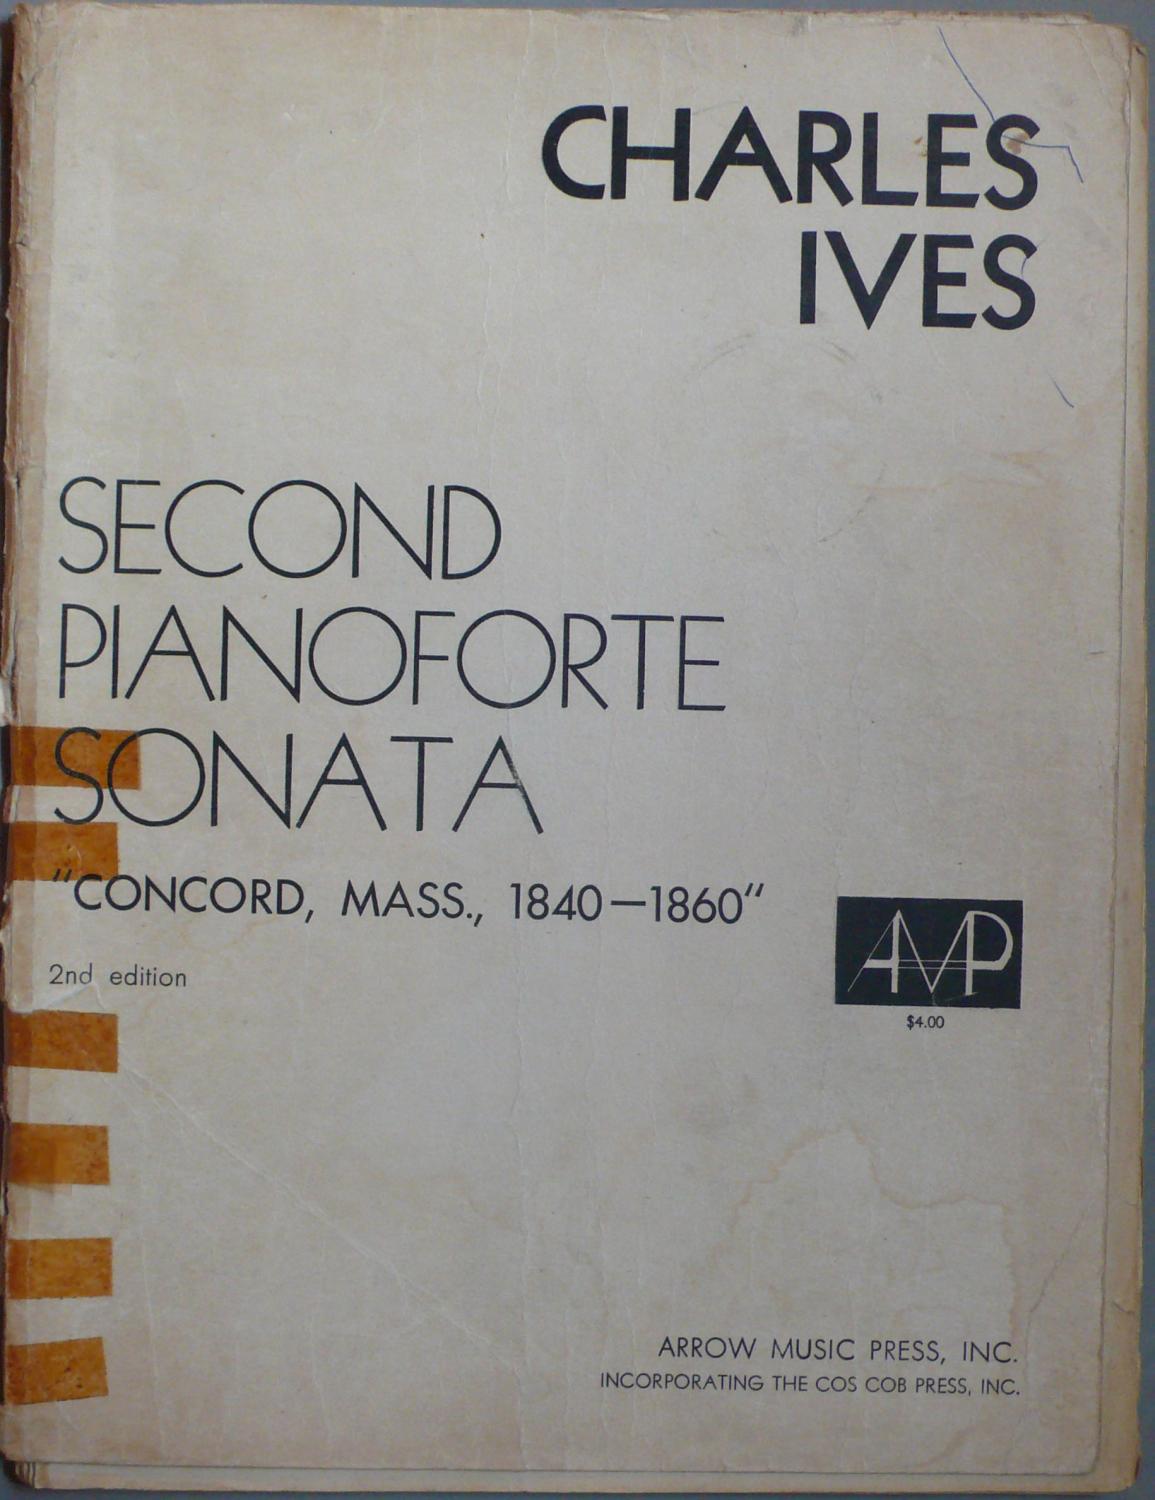 CHARLES
IVES
SECOND
PIANOFORTE
SONATA
"CONCORD, MASS., 1840—1860"
2nd edition
AMP
$4.00
ARROW MUSIC PRESS, INC.
INCORPORATING THE COS COB PRESS, INC.